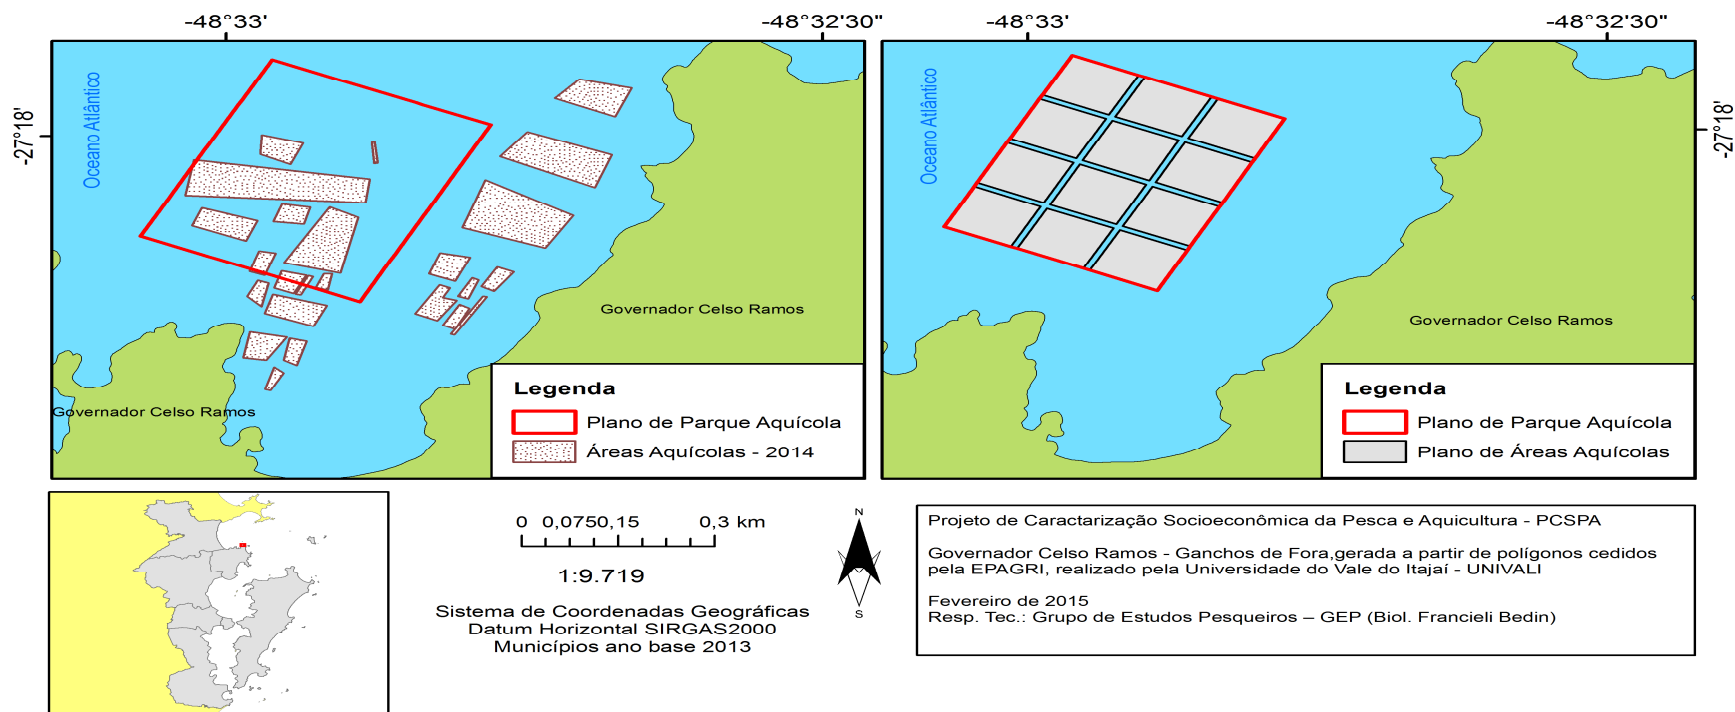 -48°33'
-48°32'30"
-48°33'
-48°32'30"
-27°18'
-27°18'
Oceano Atlântico
Oceano Atlântico
Governador Celso Ramos
Governador Celso Ramos
Governador Celso Ramos
Legenda
Plano de Parque Aquícola
Áreas Aquícolas - 2014
Legenda
Plano de Parque Aquícola
Plano de Áreas Aquícolas
0 0,0750,15 0,3 km
1:9.719
Sistema de Coordenadas Geográficas
Datum Horizontal SIRGAS2000
Municípios ano base 2013
N
S
Projeto de Caractarização Socioeconômica da Pesca e Aquicultura - PCSPA
Governador Celso Ramos - Ganchos de Fora,gerada a partir de polígonos cedidos
pela EPAGRI, realizado pela Universidade do Vale do Itajaí - UNIVALI
Fevereiro de 2015
Resp. Tec.: Grupo de Estudos Pesqueiros – GEP (Biol. Francieli Bedin)